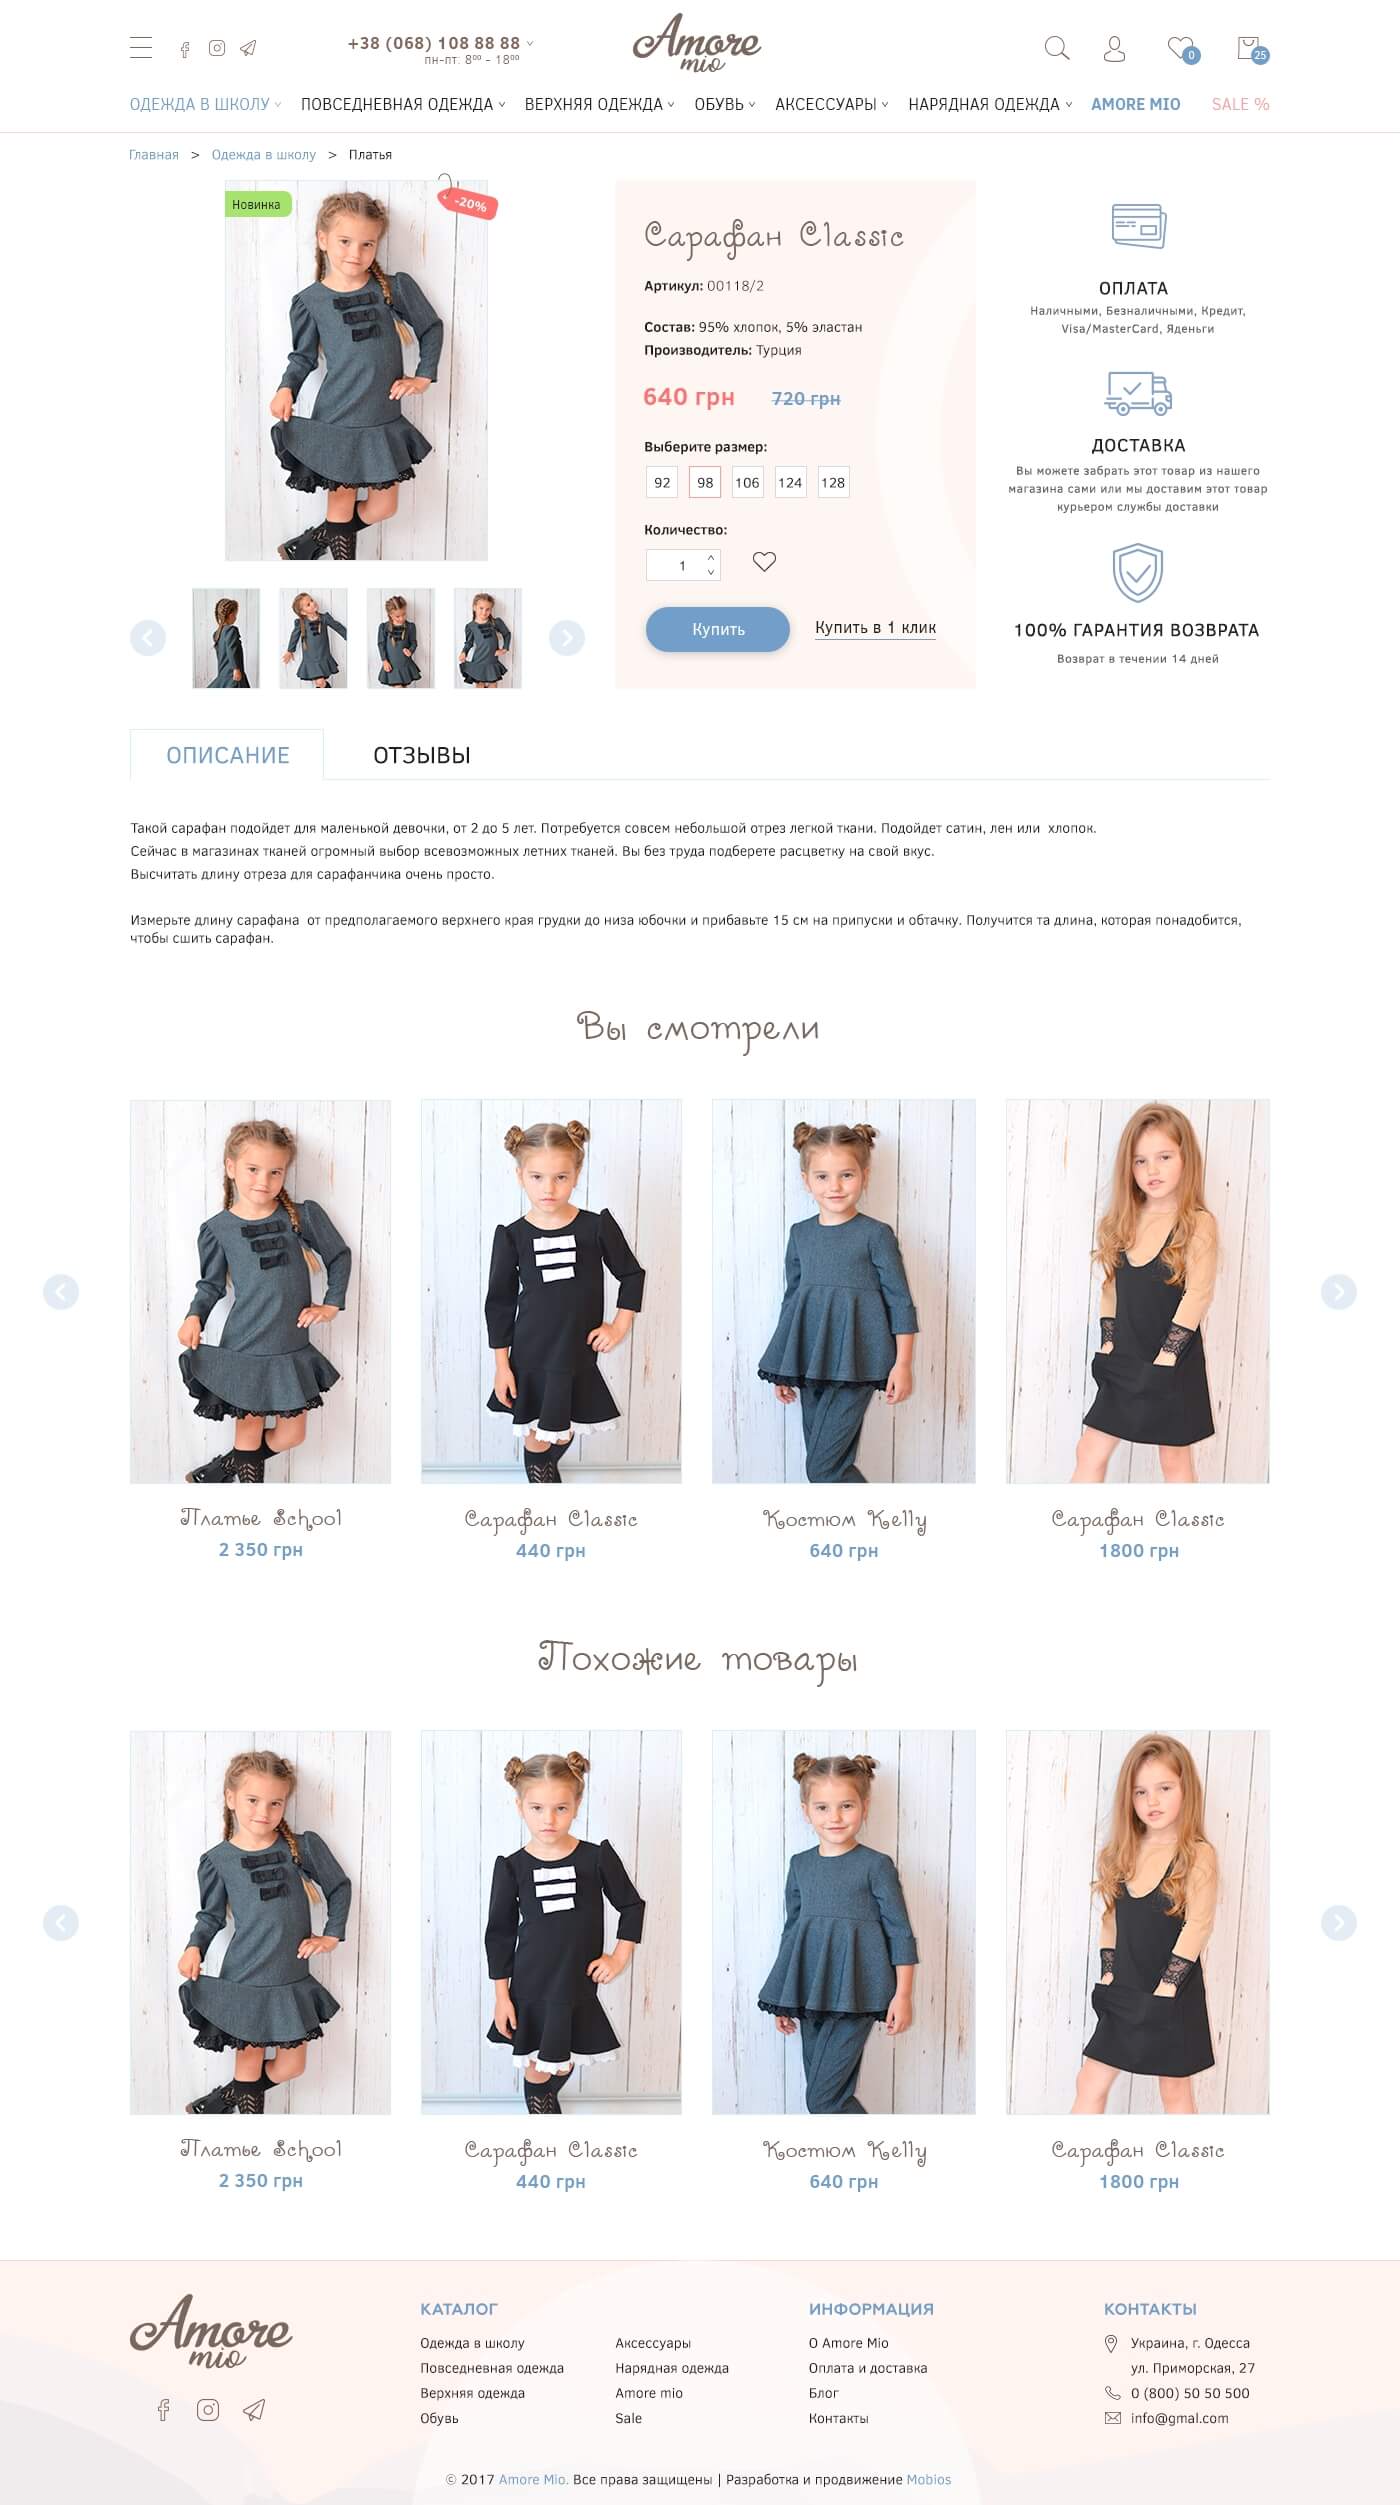 +38 (068) 108 88 88
пн-пт: 8⁰⁰ - 18⁰⁰
Amore
mio
0
25
ОДЕЖДА В ШКОЛУ ПОВСЕДНЕВНАЯ ОДЕЖДА ВЕРХНЯЯ ОДЕЖДА ОБУВЬ АКСЕССУАРЫ НАРЯДНАЯ ОДЕЖДА AMORE MIO SALE %
Главная > Одежда в школу > Платья
Новинка
-20%
Сарафан Classic
Артикул: 00118/2
Состав: 95% хлопок, 5% эластан
Производитель: Турция
640 грн 720 грн
Выберите размер:
92 98 106 124 128
Количество:
1
Купить Купить в 1 клик
ОПЛАТА
Наличными, Безналичными, Кредит,
Visa/MasterCard, Яденьги
ДОСТАВКА
Вы можете забрать этот товар из нашего
магазина сами или мы доставим этот товар
курьером службы доставки
100% ГАРАНТИЯ ВОЗВРАТА
Возврат в течении 14 дней
ОПИСАНИЕ ОТЗЫВЫ
Такой сарафан подойдет для маленькой девочки, от 2 до 5 лет. Потребуется совсем небольшой отрез легкой ткани. Подойдет сатин, лен или хлопок.
Сейчас в магазинах тканей огромный выбор всевозможных летних тканей. Вы без труда подберете расцветку на свой вкус.
Высчитать длину отреза для сарафанчика очень просто.
Измерьте длину сарафана от предполагаемого верхнего края грудки до низа юбочки и прибавьте 15 см на припуски и обтачку. Получится та длина, которая понадобится,
чтобы сшить сарафан.
Вы смотрели
Платье School Сарафан Classic Костюм Kelly Сарафан Classic
2 350 грн 440 грн 640 грн 1800 грн
Похожие товары
Платье School Сарафан Classic Костюм Kelly Сарафан Classic
2 350 грн 440 грн 640 грн 1800 грн
Amore
mio
КАТАЛОГ
Одежда в школу
Повседневная одежда
Верхняя одежда
Обувь
Аксессуары
Нарядная одежда
Amore mio
Sale
ИНФОРМАЦИЯ
О Amore Mio
Оплата и доставка
Блог
Контакты
КОНТАКТЫ
Украина, г. Одесса
ул. Приморская, 27
0 (800) 50 50 500
info@gmal.com
© 2017 Amore Mio. Все права защищены | Разработка и продвижение Mobios